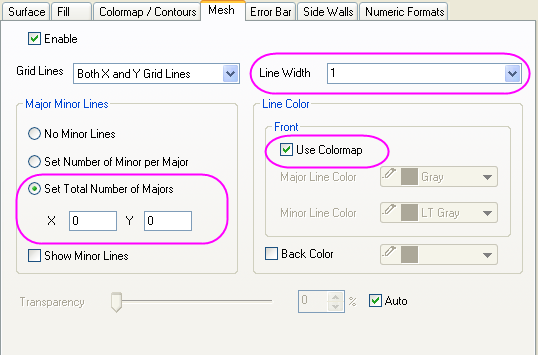 Surface Fill Colormap / Contours Mesh Error Bar Side Walls Numeric Formats
Enable
Grid Lines Both X and Y Grid Lines Line Width 1
Major Minor Lines
No Minor Lines
Set Number of Minor per Major
Set Total Number of Majors
X 0 Y 0
Show Minor Lines
Line Color
Front
Use Colormap
Major Line Color Gray
Minor Line Color LT Gray
Back Color
Transparency 0 % Auto